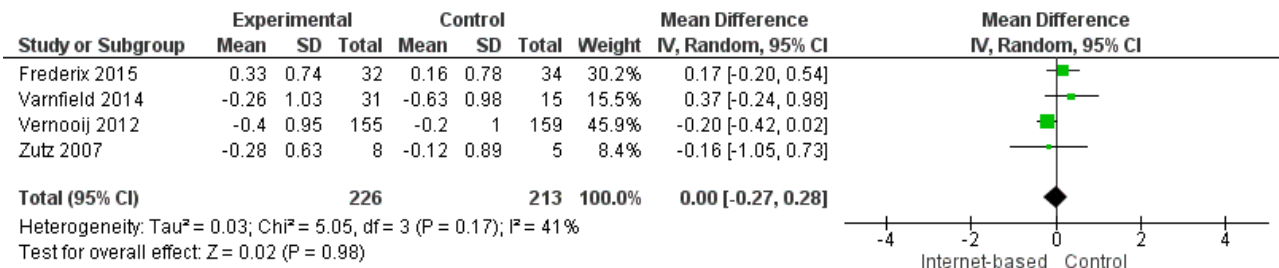 Experimental Control Mean Difference Mean Difference
Study or Subgroup Mean SD Total Mean SD Total Weight IV, Random, 95% CI IV, Random, 95% CI
Frederix 2015 0.33 0.74 32 0.16 0.78 34 30.2% 0.17 [-0.20, 0.54]
Varnfield 2014 -0.26 1.03 31 -0.63 0.98 15 15.5% 0.37 [-0.24, 0.98]
Vernooij 2012 -0.4 0.95 155 -0.2 1 159 45.9% -0.20 [-0.42, 0.02]
Zutz 2007 -0.28 0.63 8 -0.12 0.89 5 8.4% -0.16 [-1.05, 0.73]
Total (95% CI) 226 213 100.0% 0.00 [-0.27, 0.28]
Heterogeneity: Tau² = 0.03; Chi² = 5.05, df = 3 (P = 0.17); I² = 41%
Test for overall effect: Z = 0.02 (P = 0.98)
-4 -2 0 2 4
Internet-based Control